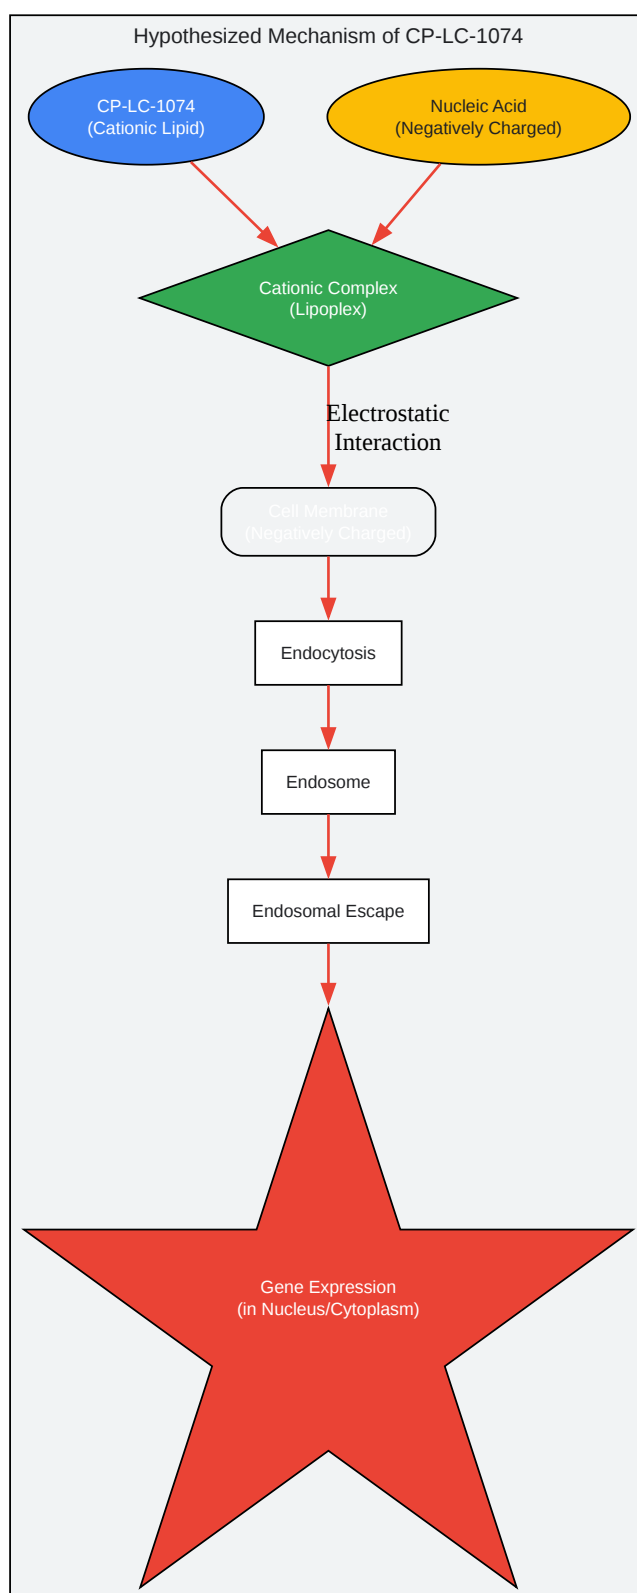 Hypothesized Mechanism of CP-LC-1074
CP-LC-1074
(Cationic Lipid)
Nucleic Acid
(Negatively Charged)
Cationic Complex
(Lipoplex)
Electrostatic
Interaction
Cell Membrane
(Negatively Charged)
Endocytosis
Endosome
Endosomal Escape
Gene Expression
(in Nucleus/Cytoplasm)